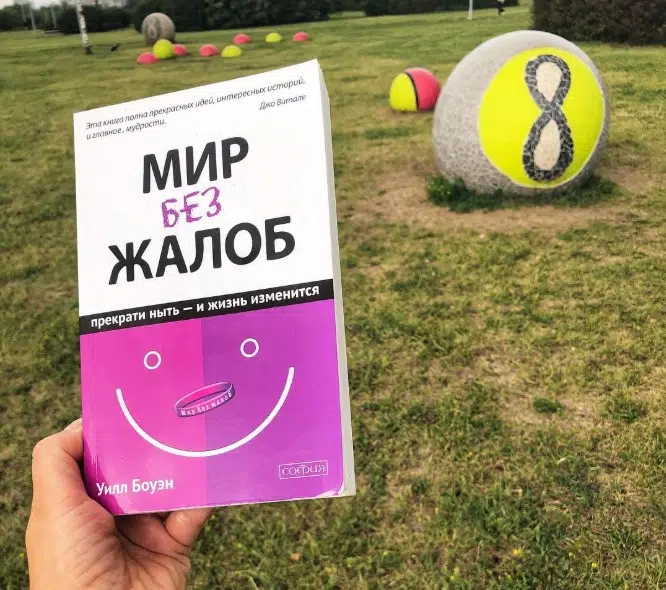 Эта книга полна прекрасных идей, интересных историй,
и главное, мудрости.
Джо Витале
МИР
БЕЗ
ЖАЛОБ
прекрати ныть — и жизнь изменится
Мир без жалоб
Уилл Боуэн
СОФИЯ
8